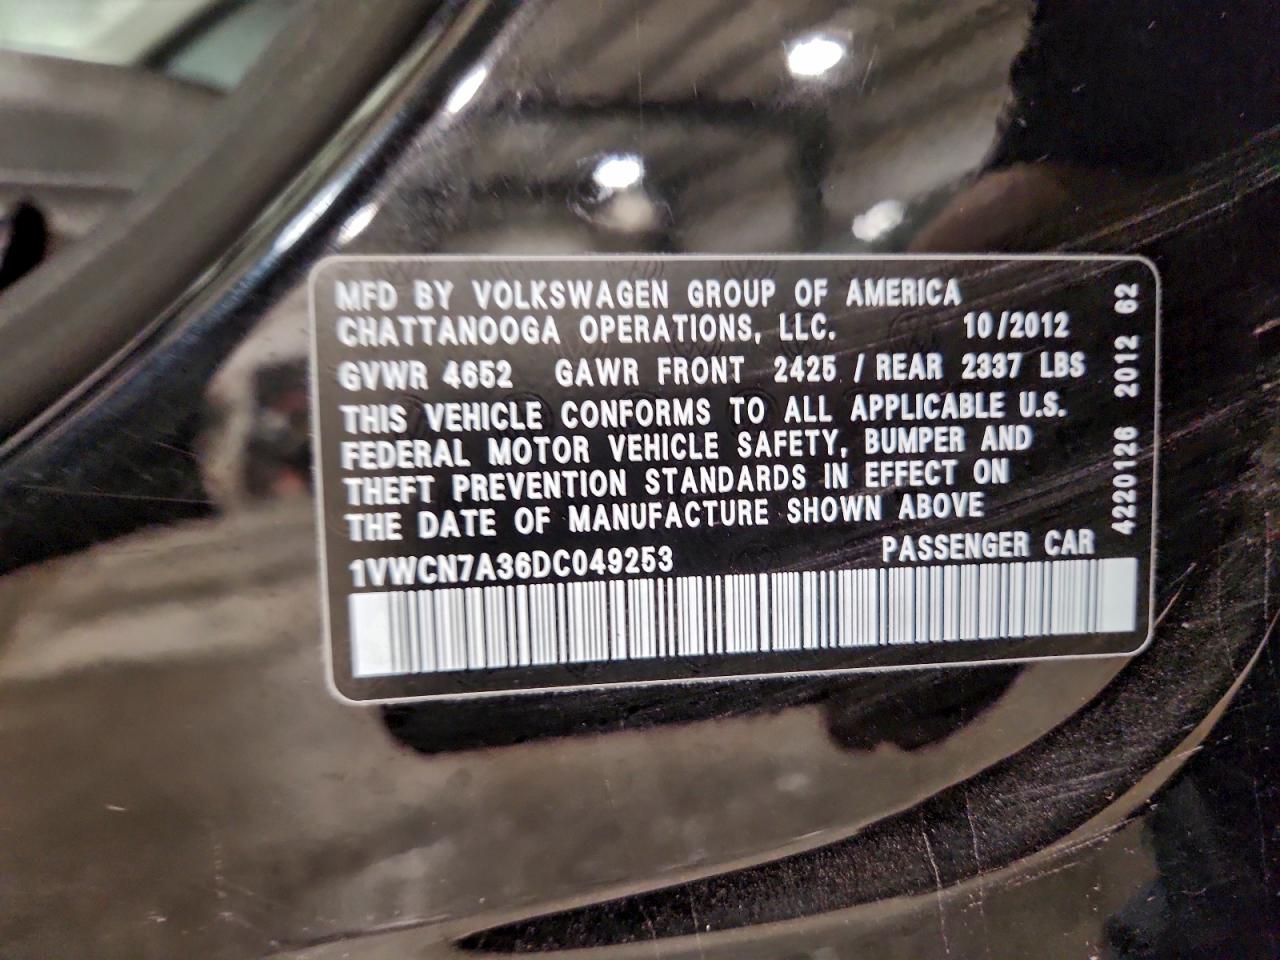 MFD BY VOLKSWAGEN GROUP OF AMERICA
CHATTANOOGA OPERATIONS, LLC. 10/2012
GVWR 4652 GAWR FRONT 2425 / REAR 2337 LBS
THIS VEHICLE CONFORMS TO ALL APPLICABLE U.S.
FEDERAL MOTOR VEHICLE SAFETY, BUMPER AND
THEFT PREVENTION STANDARDS IN EFFECT ON
THE DATE OF MANUFACTURE SHOWN ABOVE
1VWCN7A36DC049253 PASSENGER CAR
4220126 2012 62